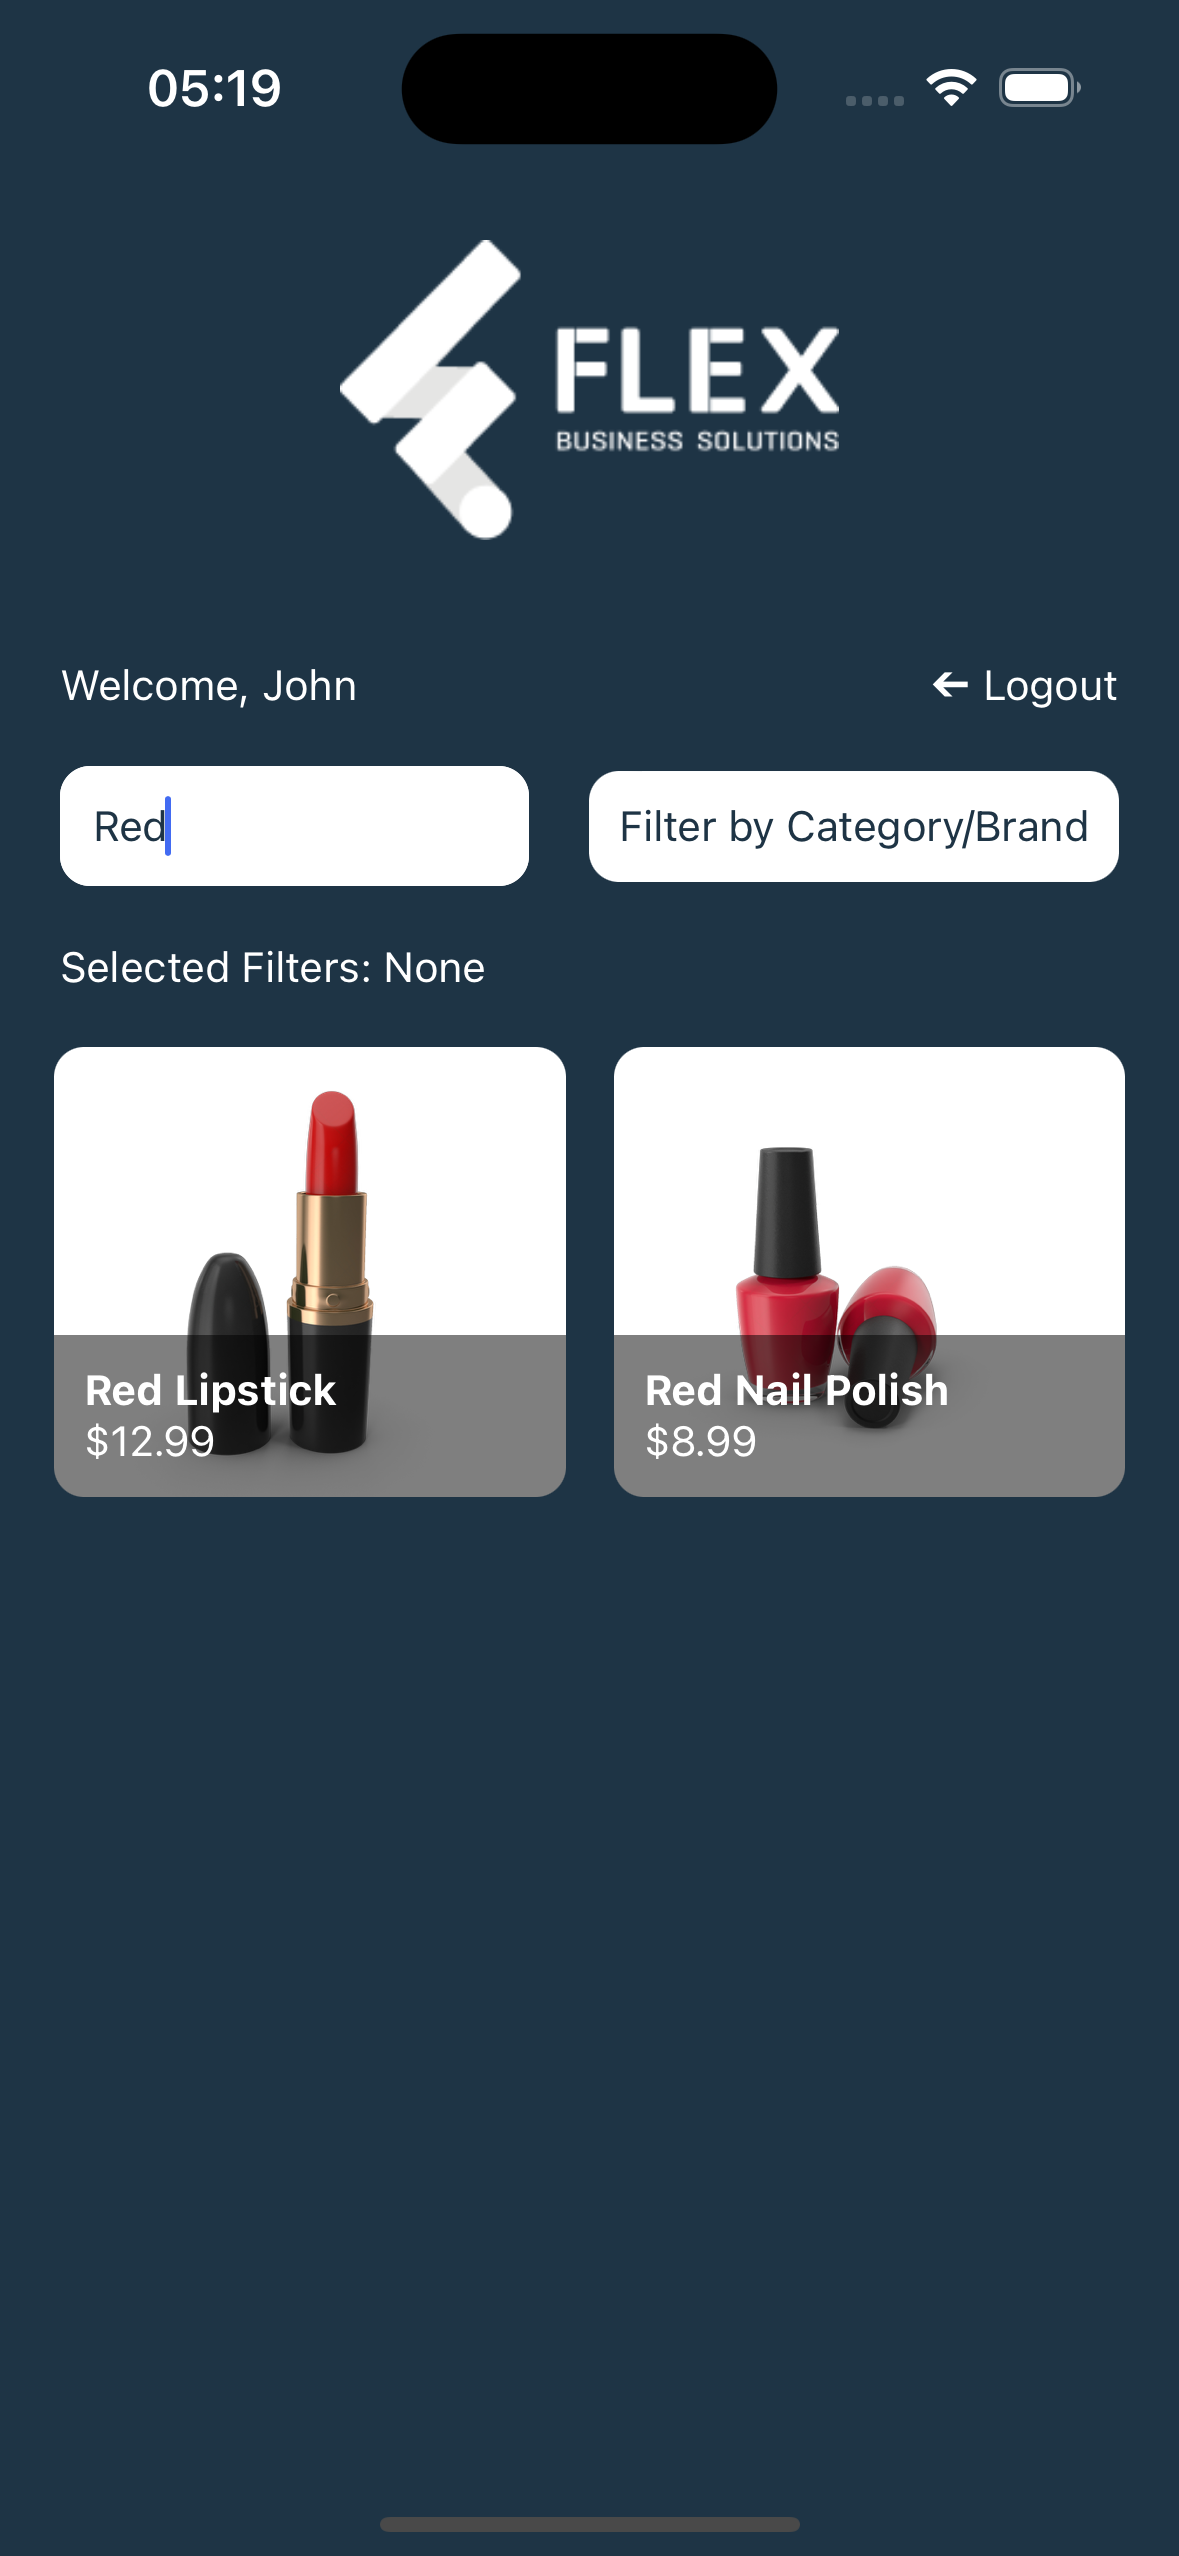 05:19
FLEX
BUSINESS SOLUTIONS
Welcome, John
Logout
Red
Filter by Category/Brand
Selected Filters: None
Red Lipstick
$12.99
Red Nail Polish
$8.99